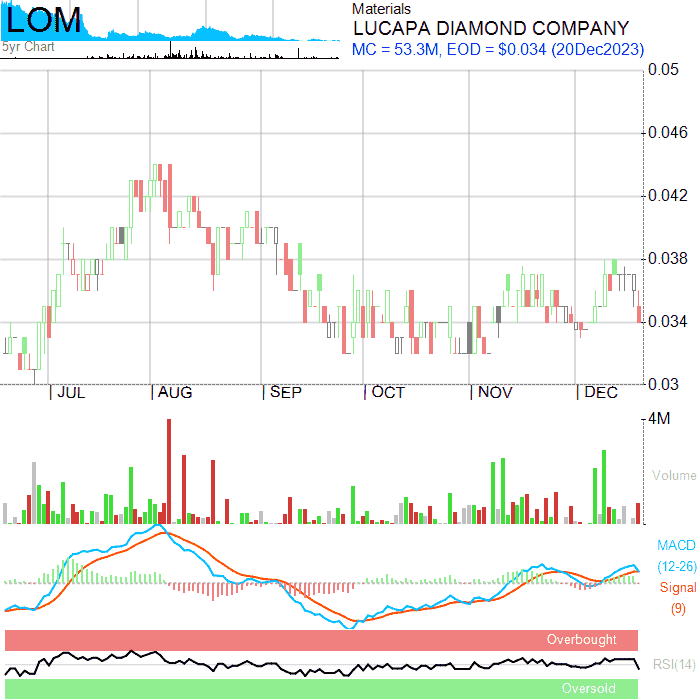 LOM
5yr Chart
Materials
LUCAPA DIAMOND COMPANY
MC = 53.3M, EOD = $0.034 (20Dec2023)
0.05
0.046
0.042
0.038
0.034
0.03
JUL AUG SEP OCT NOV DEC
4M
Volume
MACD
(12-26)
Signal
(9)
Overbought
RSI(14)
Oversold